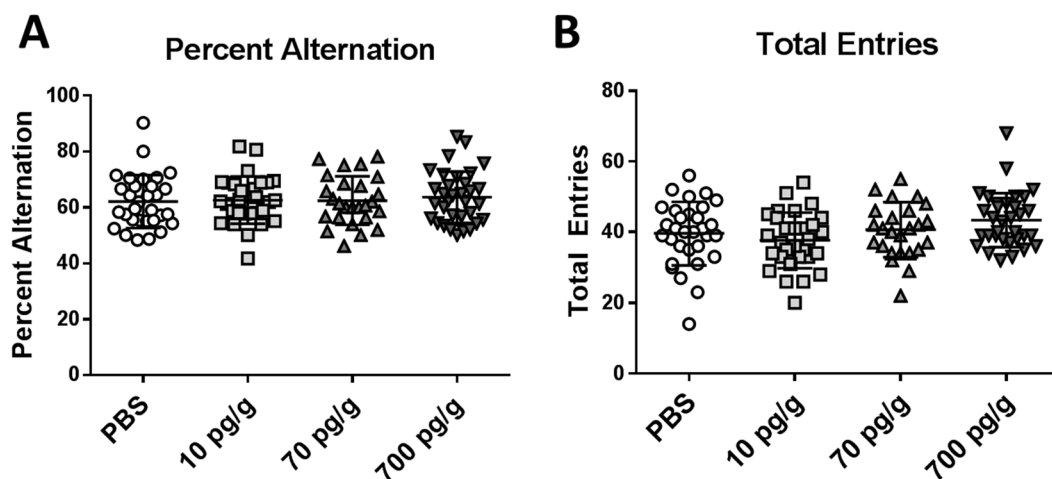 A
Percent Alternation
Percent Alternation
100
80
60
40
20
0
PBS
10 pg/g
70 pg/g
700 pg/g
B
Total Entries
Total Entries
80
60
40
20
0
PBS
10 pg/g
70 pg/g
700 pg/g